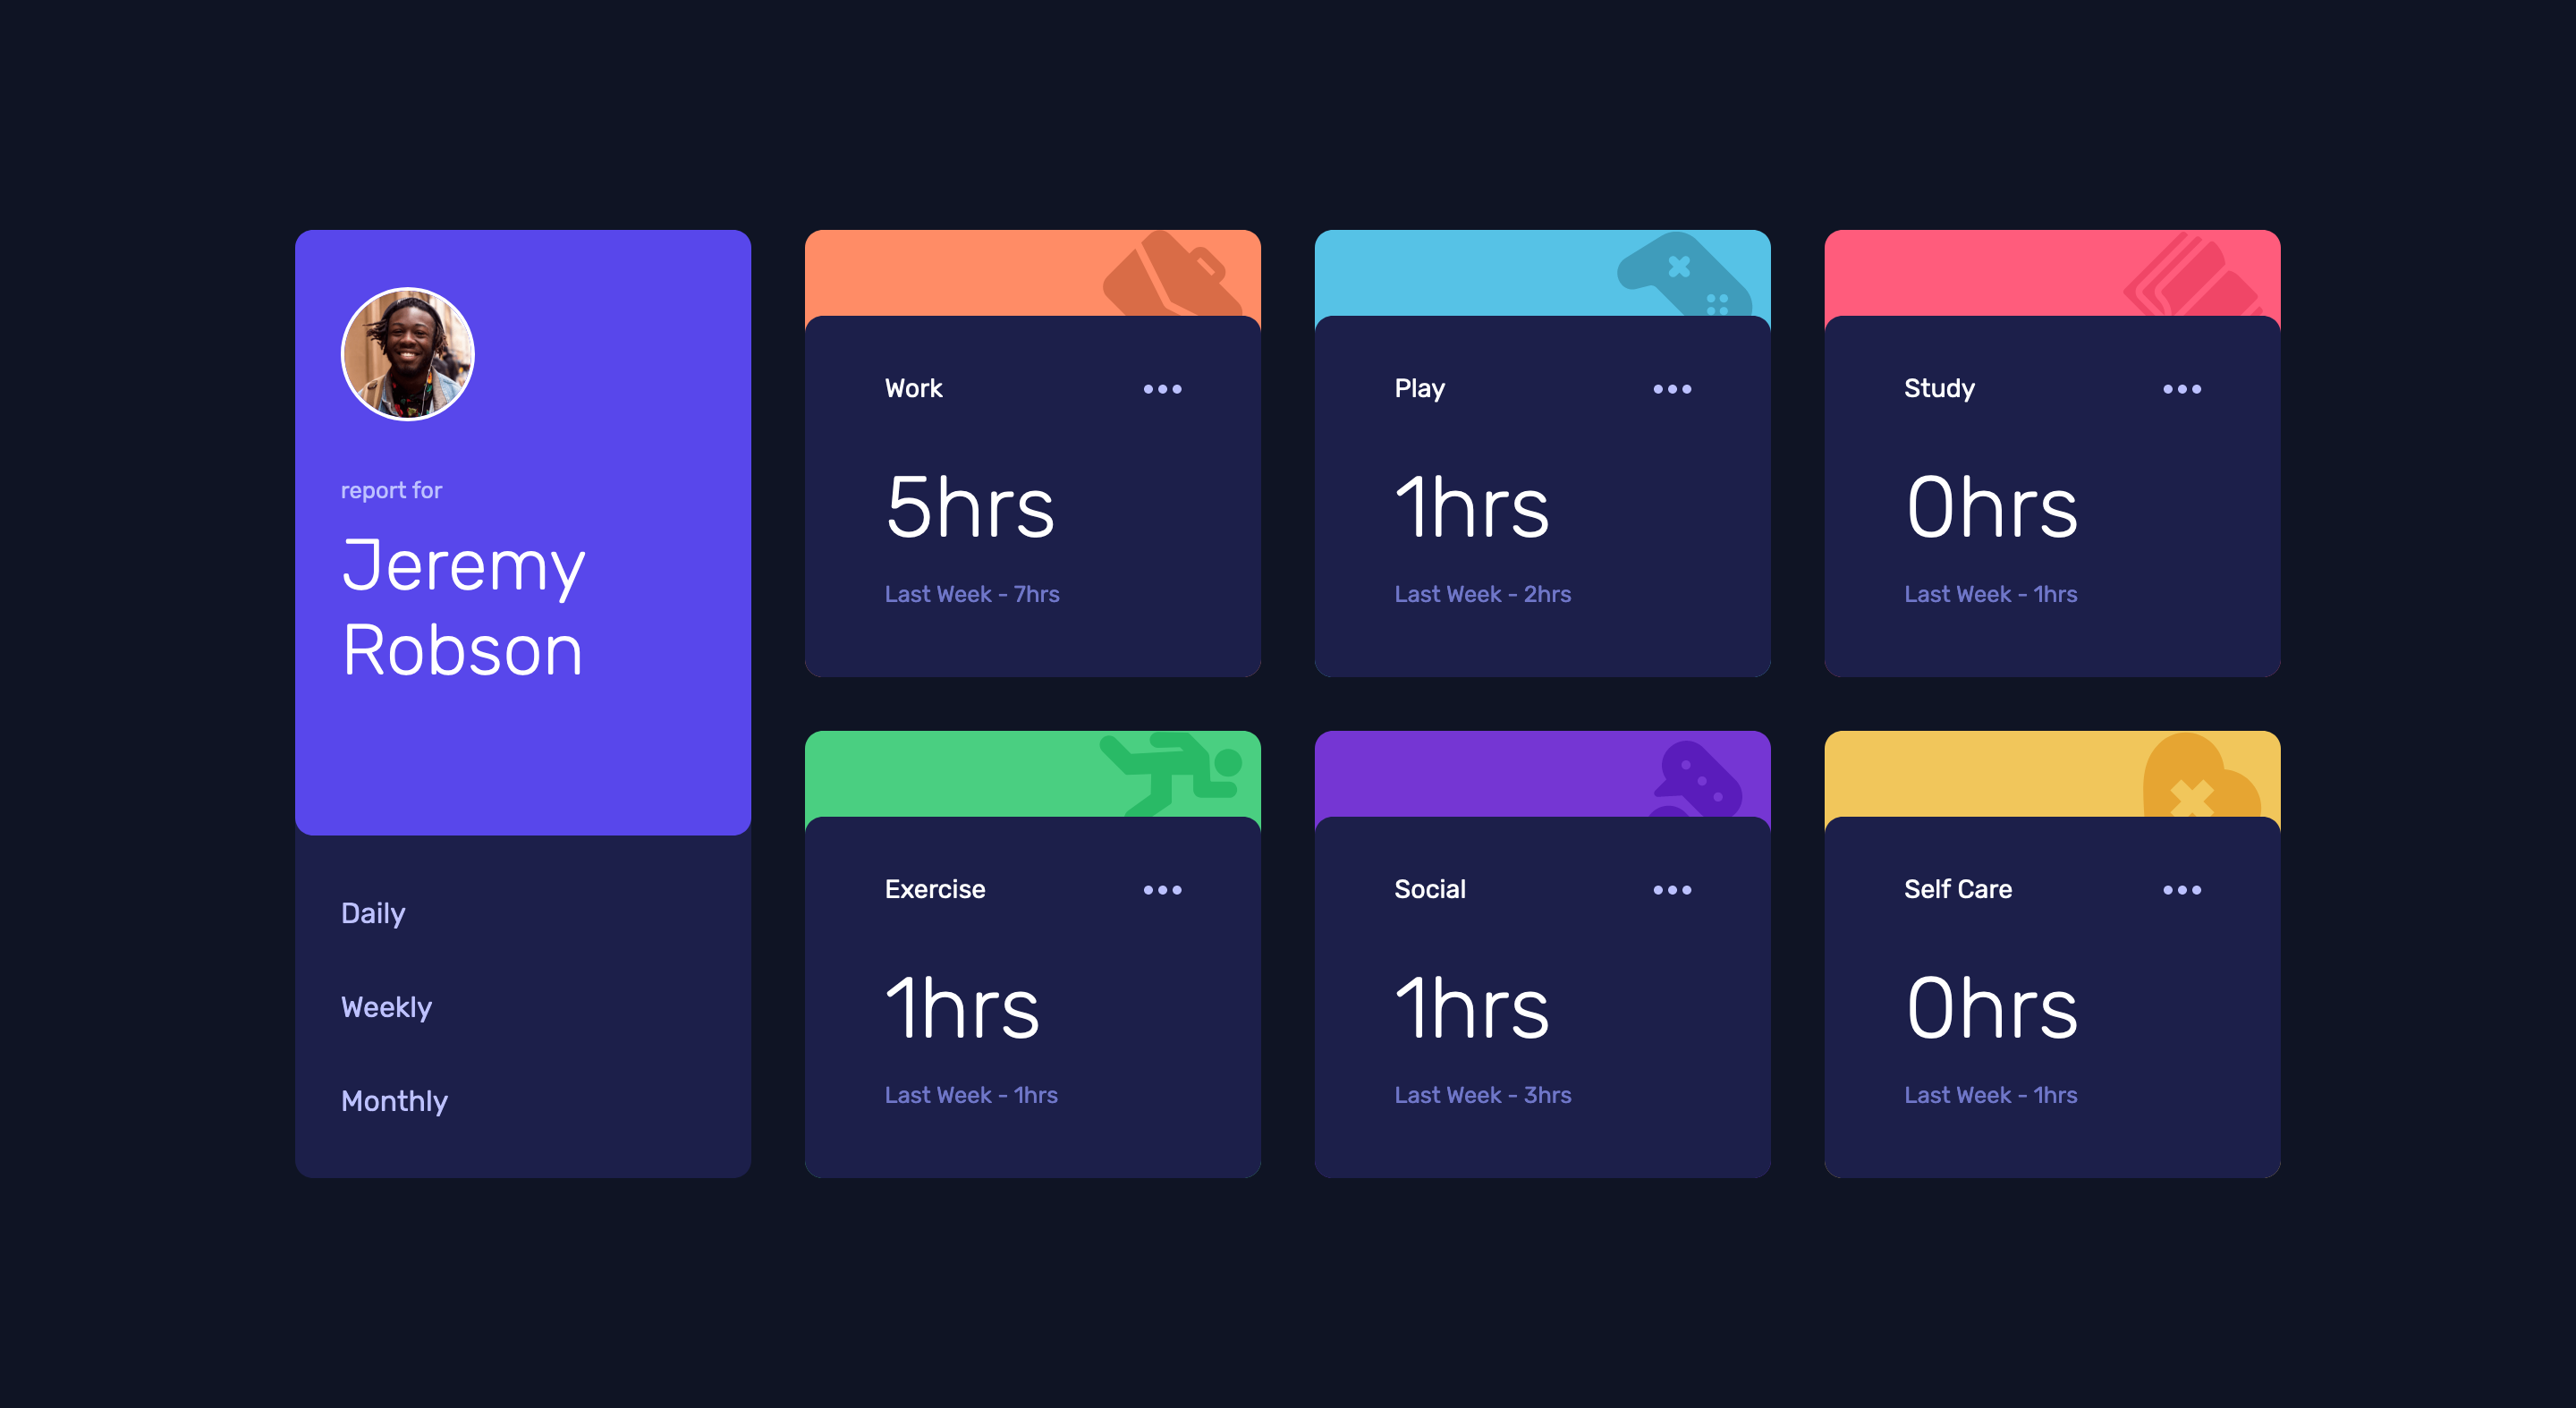 report for
Jeremy
Robson
Daily
Weekly
Monthly
Work
5hrs
Last Week - 7hrs
Play
1hrs
Last Week - 2hrs
Study
0hrs
Last Week - 1hrs
Exercise
1hrs
Last Week - 1hrs
Social
1hrs
Last Week - 3hrs
Self Care
0hrs
Last Week - 1hrs